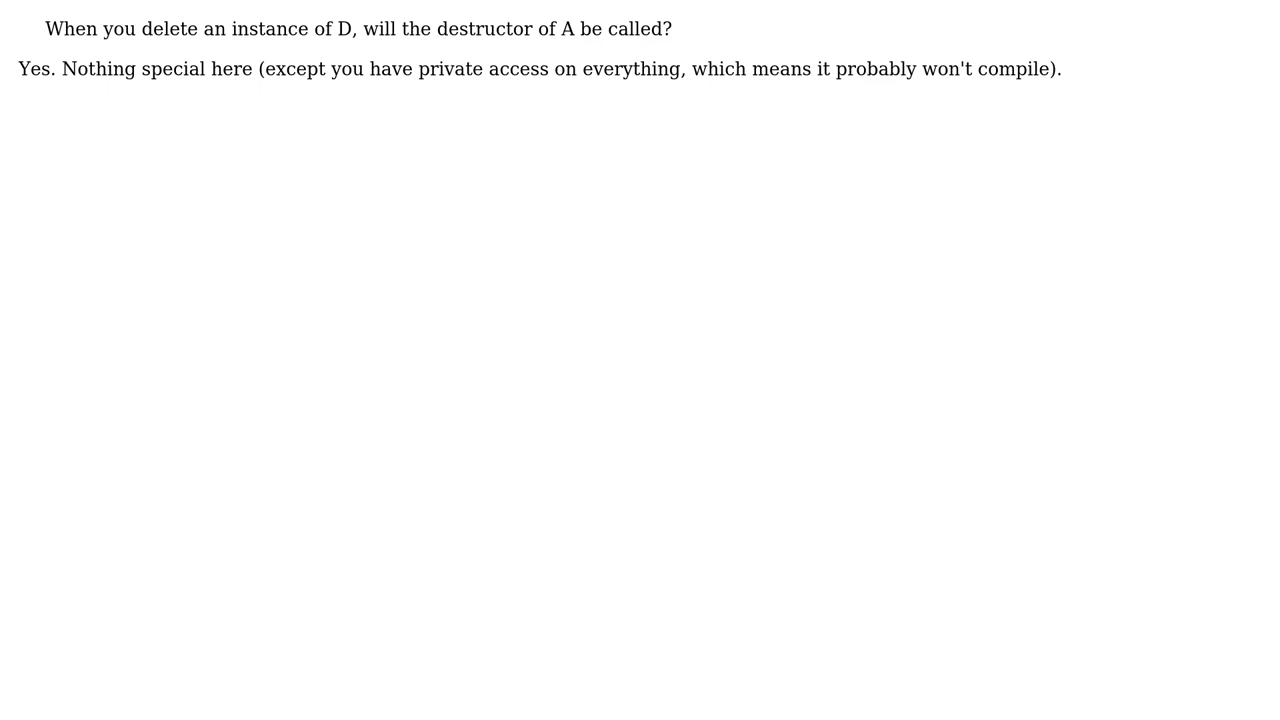 When you delete an instance of D, will the destructor of A be called?
Yes. Nothing special here (except you have private access on everything, which means it probably won't compile).